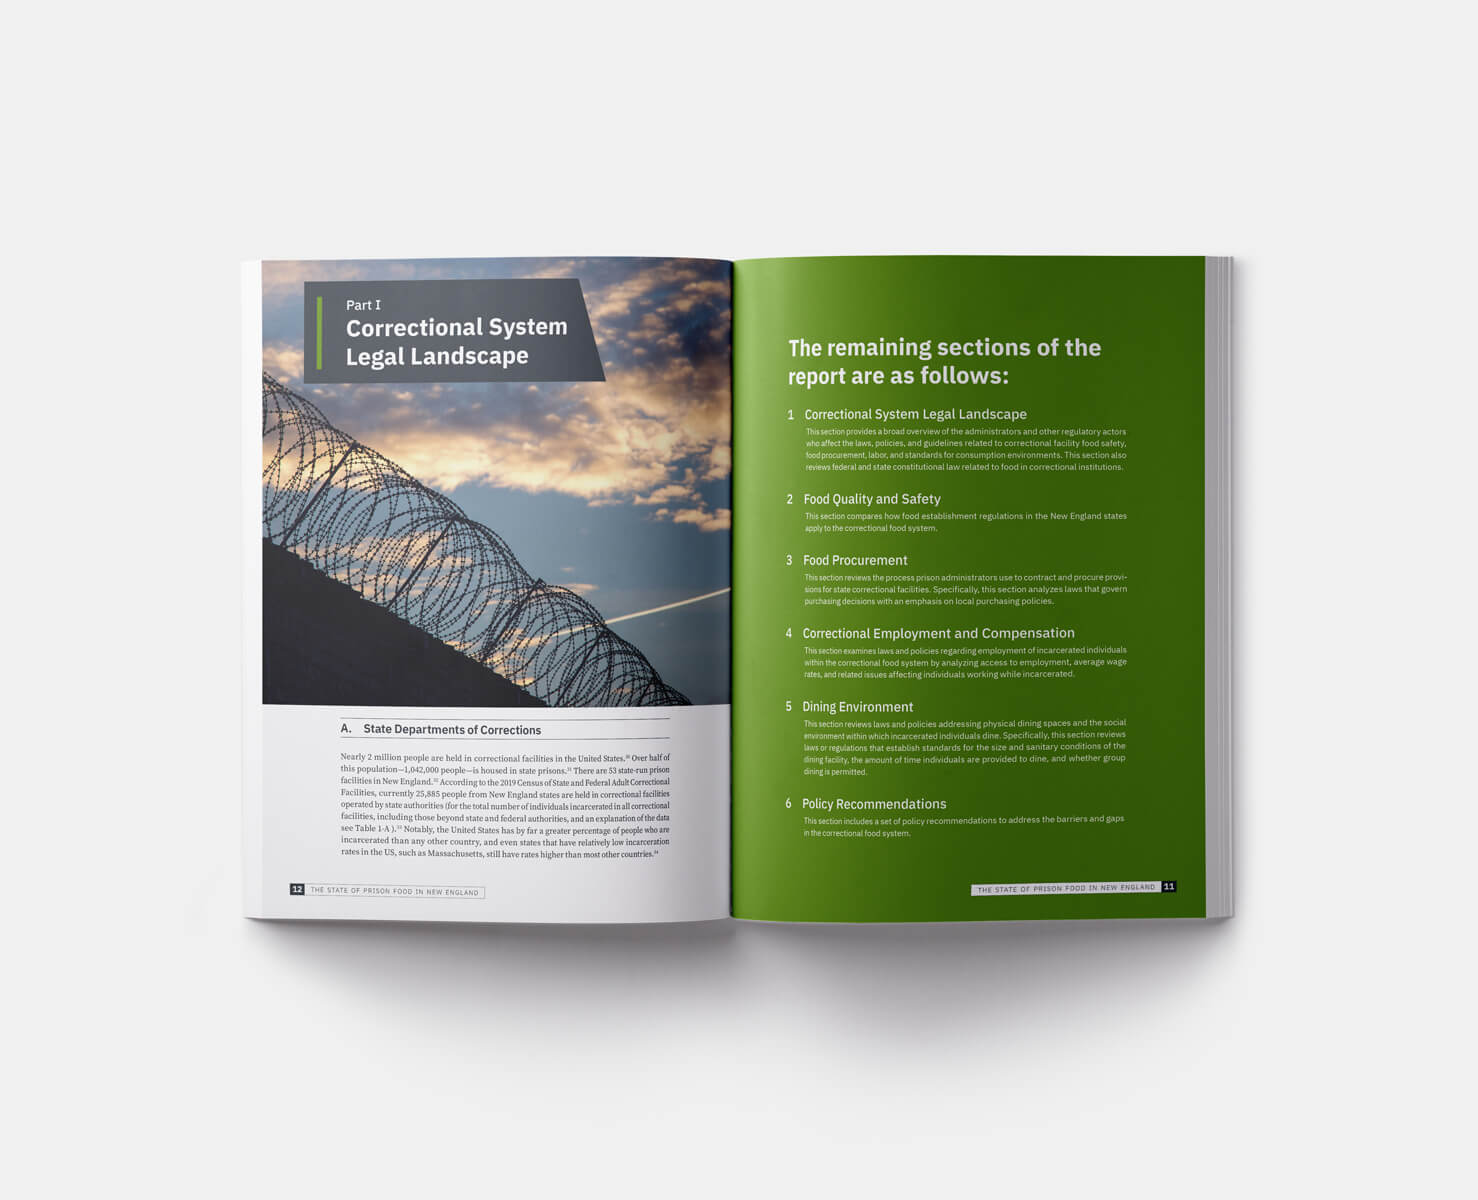 Part I
Correctional System
Legal Landscape
A. State Departments of Corrections
Nearly 2 million people are held in correctional facilities in the United States.³⁰ Over half of
this population—1,042,000 people—is housed in state prisons.³¹ There are 53 state-run prison
facilities in New England.³² According to the 2019 Census of State and Federal Adult Correctional
Facilities, currently 25,885 people from New England states are held in correctional facilities
operated by state authorities (for the total number of individuals incarcerated in all correctional
facilities, including those beyond state and federal authorities, and an explanation of the data
see Table 1-A ).³³ Notably, the United States has by far a greater percentage of people who are
incarcerated than any other country, and even states that have relatively low incarceration
rates in the US, such as Massachusetts, still have rates higher than most other countries.³⁴
12 THE STATE OF PRISON FOOD IN NEW ENGLAND
The remaining sections of the
report are as follows:
1 Correctional System Legal Landscape
This section provides a broad overview of the administrators and other regulatory actors
who affect the laws, policies, and guidelines related to correctional facility food safety,
food procurement, labor, and standards for consumption environments. This section also
reviews federal and state constitutional law related to food in correctional institutions.
2 Food Quality and Safety
This section compares how food establishment regulations in the New England states
apply to the correctional food system.
3 Food Procurement
This section reviews the process prison administrators use to contract and procure provi-
sions for state correctional facilities. Specifically, this section analyzes laws that govern
purchasing decisions with an emphasis on local purchasing policies.
4 Correctional Employment and Compensation
This section examines laws and policies regarding employment of incarcerated individuals
within the correctional food system by analyzing access to employment, average wage
rates, and related issues affecting individuals working while incarcerated.
5 Dining Environment
This section reviews laws and policies addressing physical dining spaces and the social
environment within which incarcerated individuals dine. Specifically, this section reviews
laws or regulations that establish standards for the size and sanitary conditions of the
dining facility, the amount of time individuals are provided to dine, and whether group
dining is permitted.
6 Policy Recommendations
This section includes a set of policy recommendations to address the barriers and gaps
in the correctional food system.
THE STATE OF PRISON FOOD IN NEW ENGLAND 11